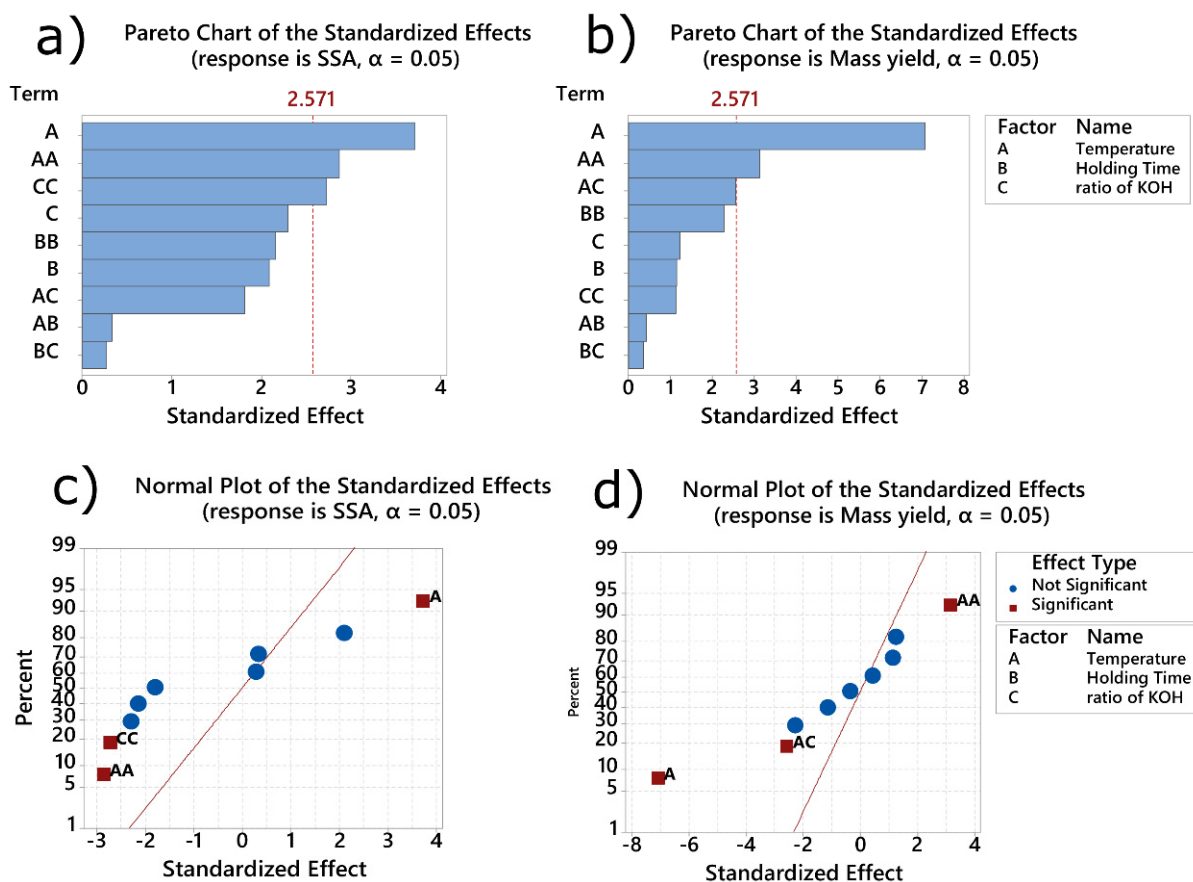 a)
Pareto Chart of the Standardized Effects
(response is SSA, α = 0.05)
Term
2.571
A
AA
CC
C
BB
B
AC
AB
BC
0 1 2 3 4
Standardized Effect
b)
Pareto Chart of the Standardized Effects
(response is Mass yield, α = 0.05)
Term
2.571
A
AA
AC
BB
C
B
CC
AB
BC
0 1 2 3 4 5 6 7 8
Standardized Effect
Factor Name
A Temperature
B Holding Time
C ratio of KOH
c)
Normal Plot of the Standardized Effects
(response is SSA, α = 0.05)
99
95
90
80
70
60
50
40
30
20
10
5
1
Percent
A
CC
AA
-3 -2 -1 0 1 2 3 4
Standardized Effect
d)
Normal Plot of the Standardized Effects
(response is Mass yield, α = 0.05)
99
95
90
80
70
60
50
40
30
20
10
5
1
Percent
AA
AC
A
-8 -6 -4 -2 0 2 4
Standardized Effect
Effect Type
Not Significant
Significant
Factor Name
A Temperature
B Holding Time
C ratio of KOH